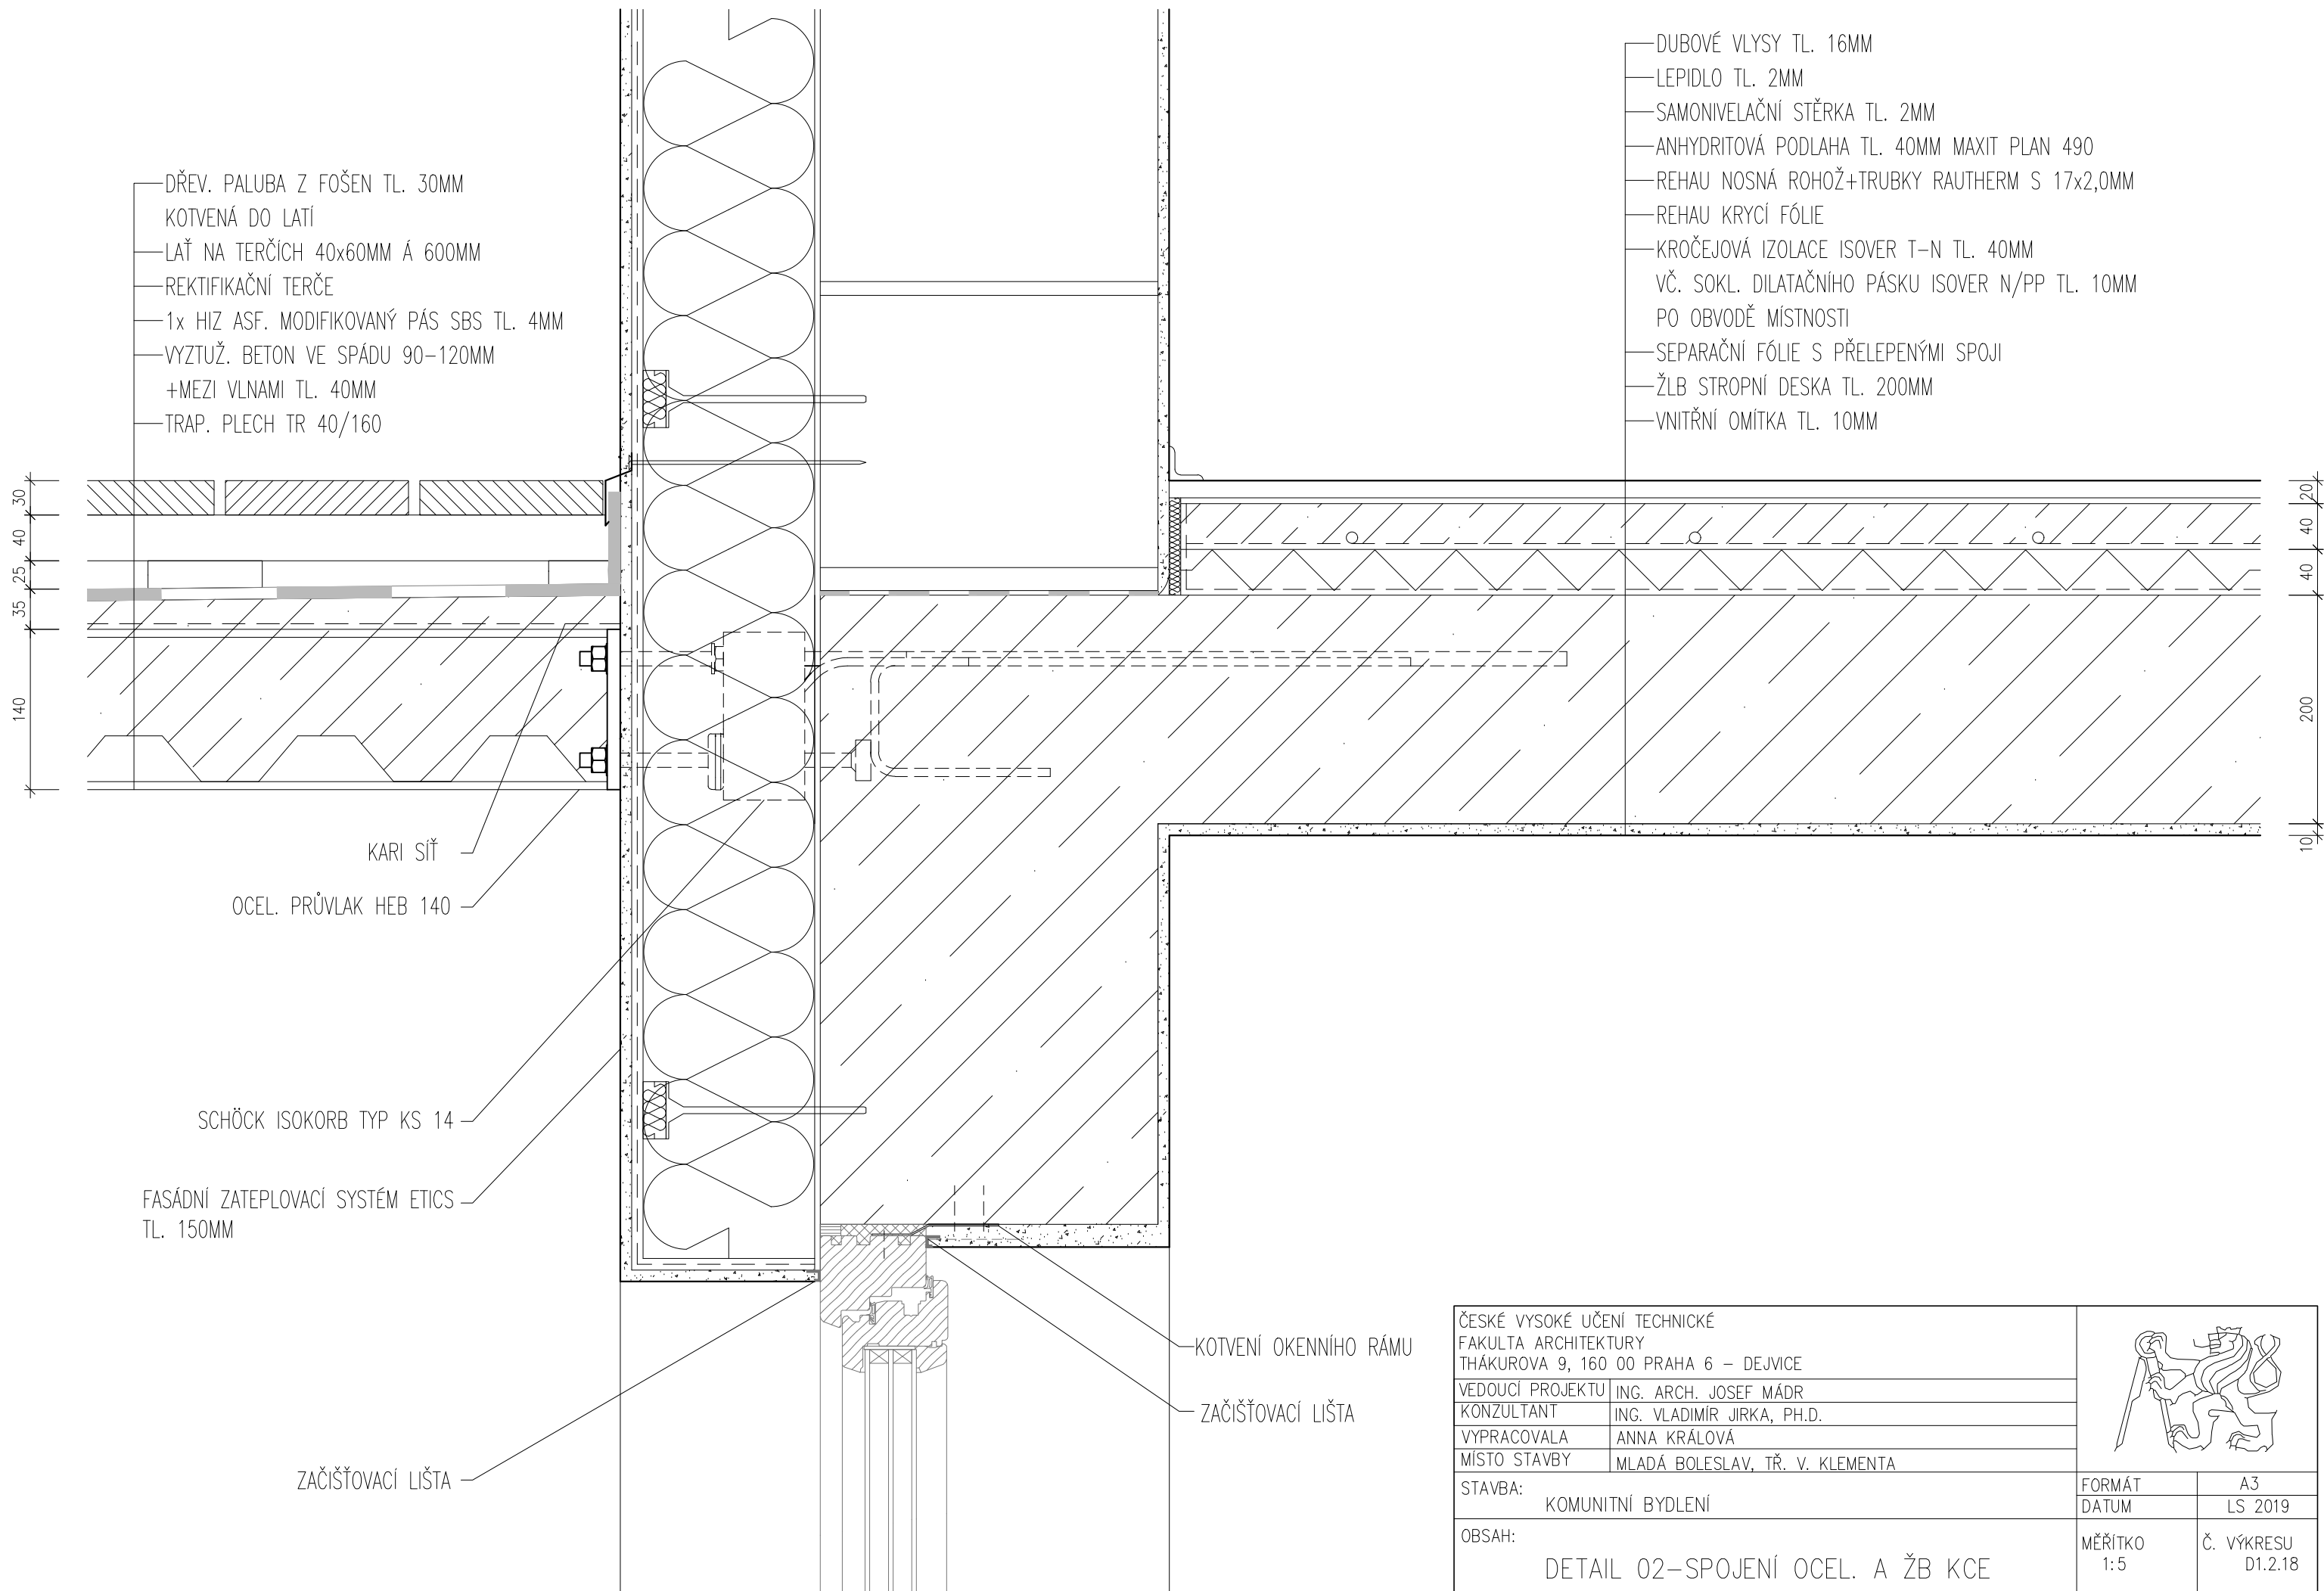 DŘEV. PALUBA Z FOŠEN TL. 30MM
KOTVENÁ DO LATÍ
LAŤ NA TERČÍCH 40x60MM Á 600MM
REKTIFIKAČNÍ TERČE
1x HIZ ASF. MODIFIKOVANÝ PÁS SBS TL. 4MM
VYZTUŽ. BETON VE SPÁDU 90-120MM
+MEZI VLNAMI TL. 40MM
TRAP. PLECH TR 40/160
DUBOVÉ VLYSY TL. 16MM
LEPIDLO TL. 2MM
SAMONIVELAČNÍ STĚRKA TL. 2MM
ANHYDRITOVÁ PODLAHA TL. 40MM MAXIT PLAN 490
REHAU NOSNÁ ROHOŽ+TRUBKY RAUTHERM S 17x2,0MM
REHAU KRYCÍ FÓLIE
KROČEJOVÁ IZOLACE ISOVER T-N TL. 40MM
VČ. SOKL. DILATAČNÍHO PÁSKU ISOVER N/PP TL. 10MM
PO OBVODĚ MÍSTNOSTI
SEPARAČNÍ FÓLIE S PŘELEPENÝMI SPOJI
ŽLB STROPNÍ DESKA TL. 200MM
VNITŘNÍ OMÍTKA TL. 10MM
30
40
25
35
140
20
40
40
200
10
KARI SÍŤ
OCEL. PRŮVLAK HEB 140
SCHÖCK ISOKORB TYP KS 14
FASÁDNÍ ZATEPLOVACÍ SYSTÉM ETICS
TL. 150MM
ZAČIŠŤOVACÍ LIŠTA
KOTVENÍ OKENNÍHO RÁMU
ZAČIŠŤOVACÍ LIŠTA
ČESKÉ VYSOKÉ UČENÍ TECHNICKÉ
FAKULTA ARCHITEKTURY
THÁKUROVA 9, 160 00 PRAHA 6 - DEJVICE
VEDOUCÍ PROJEKTU ING. ARCH. JOSEF MÁDR
KONZULTANT ING. VLADIMÍR JIRKA, PH.D.
VYPRACOVALA ANNA KRÁLOVÁ
MÍSTO STAVBY MLADÁ BOLESLAV, TŘ. V. KLEMENTA
STAVBA:
KOMUNITNÍ BYDLENÍ
FORMÁT A3
DATUM LS 2019
OBSAH:
DETAIL 02-SPOJENÍ OCEL. A ŽB KCE
MĚŘÍTKO
1:5
Č. VÝKRESU
D1.2.18